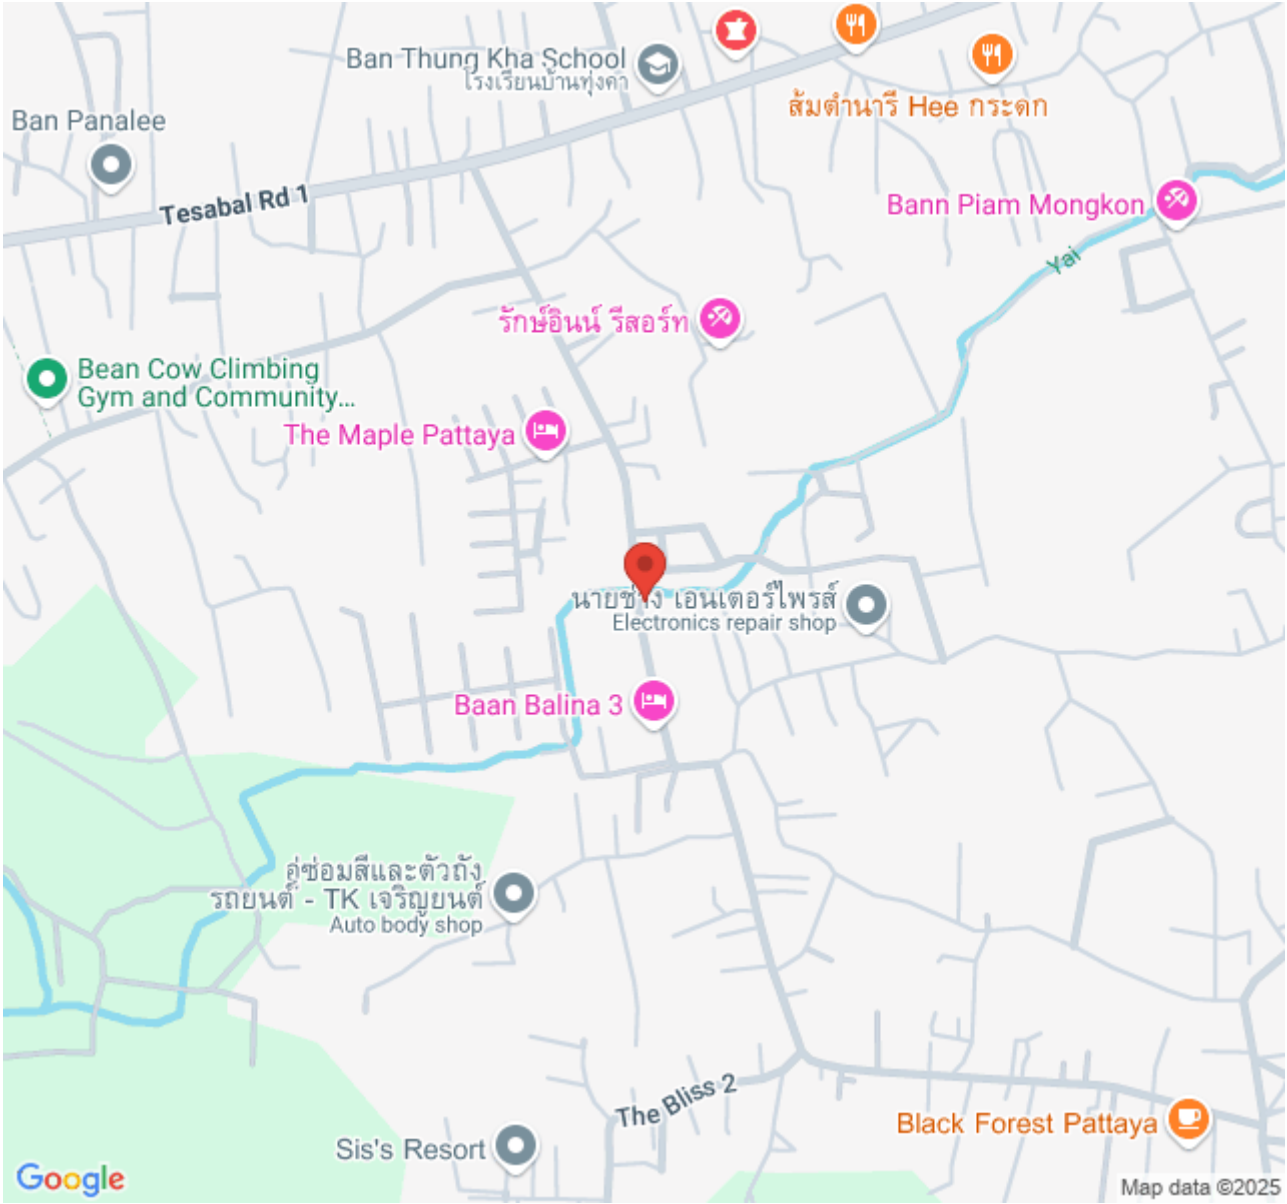 Ban Thung Kha School
โรงเรียนบ้านทุ่งคา
ส้มตำนารี Hee กระดก
Ban Panalee
Tesabal Rd 1
Bann Piam Mongkon
Yai
รักษ์อินน์ รีสอร์ท
Bean Cow Climbing
Gym and Community...
The Maple Pattaya
นายช่าง เอนเตอร์ไพรส์
Electronics repair shop
Baan Balina 3
อู่ซ่อมสีและตัวถัง
รถยนต์ - TK เจริญยนต์
Auto body shop
The Bliss 2
Black Forest Pattaya
Sis's Resort
Google
Map data ©2025